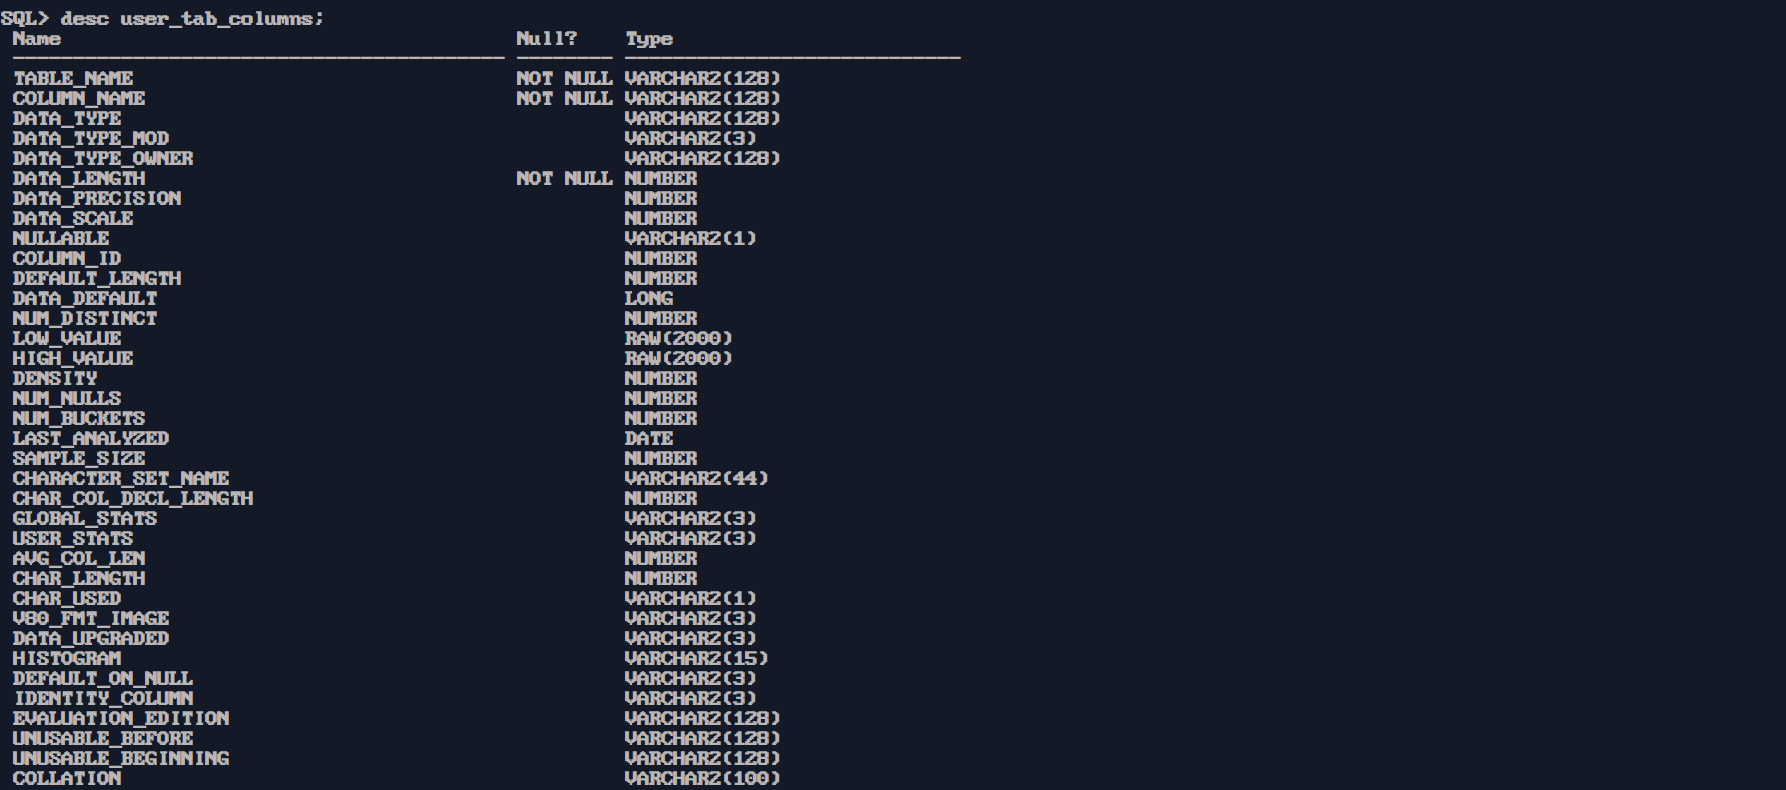 SQL> desc user_tab_columns;
Name Null? Type
----------------------------------------- -------- ----------------------------
TABLE_NAME NOT NULL VARCHAR2(128)
COLUMN_NAME NOT NULL VARCHAR2(128)
DATA_TYPE VARCHAR2(128)
DATA_TYPE_MOD VARCHAR2(3)
DATA_TYPE_OWNER VARCHAR2(128)
DATA_LENGTH NOT NULL NUMBER
DATA_PRECISION NUMBER
DATA_SCALE NUMBER
NULLABLE VARCHAR2(1)
COLUMN_ID NUMBER
DEFAULT_LENGTH NUMBER
DATA_DEFAULT LONG
NUM_DISTINCT NUMBER
LOW_VALUE RAW(2000)
HIGH_VALUE RAW(2000)
DENSITY NUMBER
NUM_NULLS NUMBER
NUM_BUCKETS NUMBER
LAST_ANALYZED DATE
SAMPLE_SIZE NUMBER
CHARACTER_SET_NAME VARCHAR2(44)
CHAR_COL_DECL_LENGTH NUMBER
GLOBAL_STATS VARCHAR2(3)
USER_STATS VARCHAR2(3)
AVG_COL_LEN NUMBER
CHAR_LENGTH NUMBER
CHAR_USED VARCHAR2(1)
V80_FMT_IMAGE VARCHAR2(3)
DATA_UPGRADED VARCHAR2(3)
HISTOGRAM VARCHAR2(15)
DEFAULT_ON_NULL VARCHAR2(3)
IDENTITY_COLUMN VARCHAR2(3)
EVALUATION_EDITION VARCHAR2(128)
UNUSABLE_BEFORE VARCHAR2(128)
UNUSABLE_BEGINNING VARCHAR2(128)
COLLATION VARCHAR2(100)